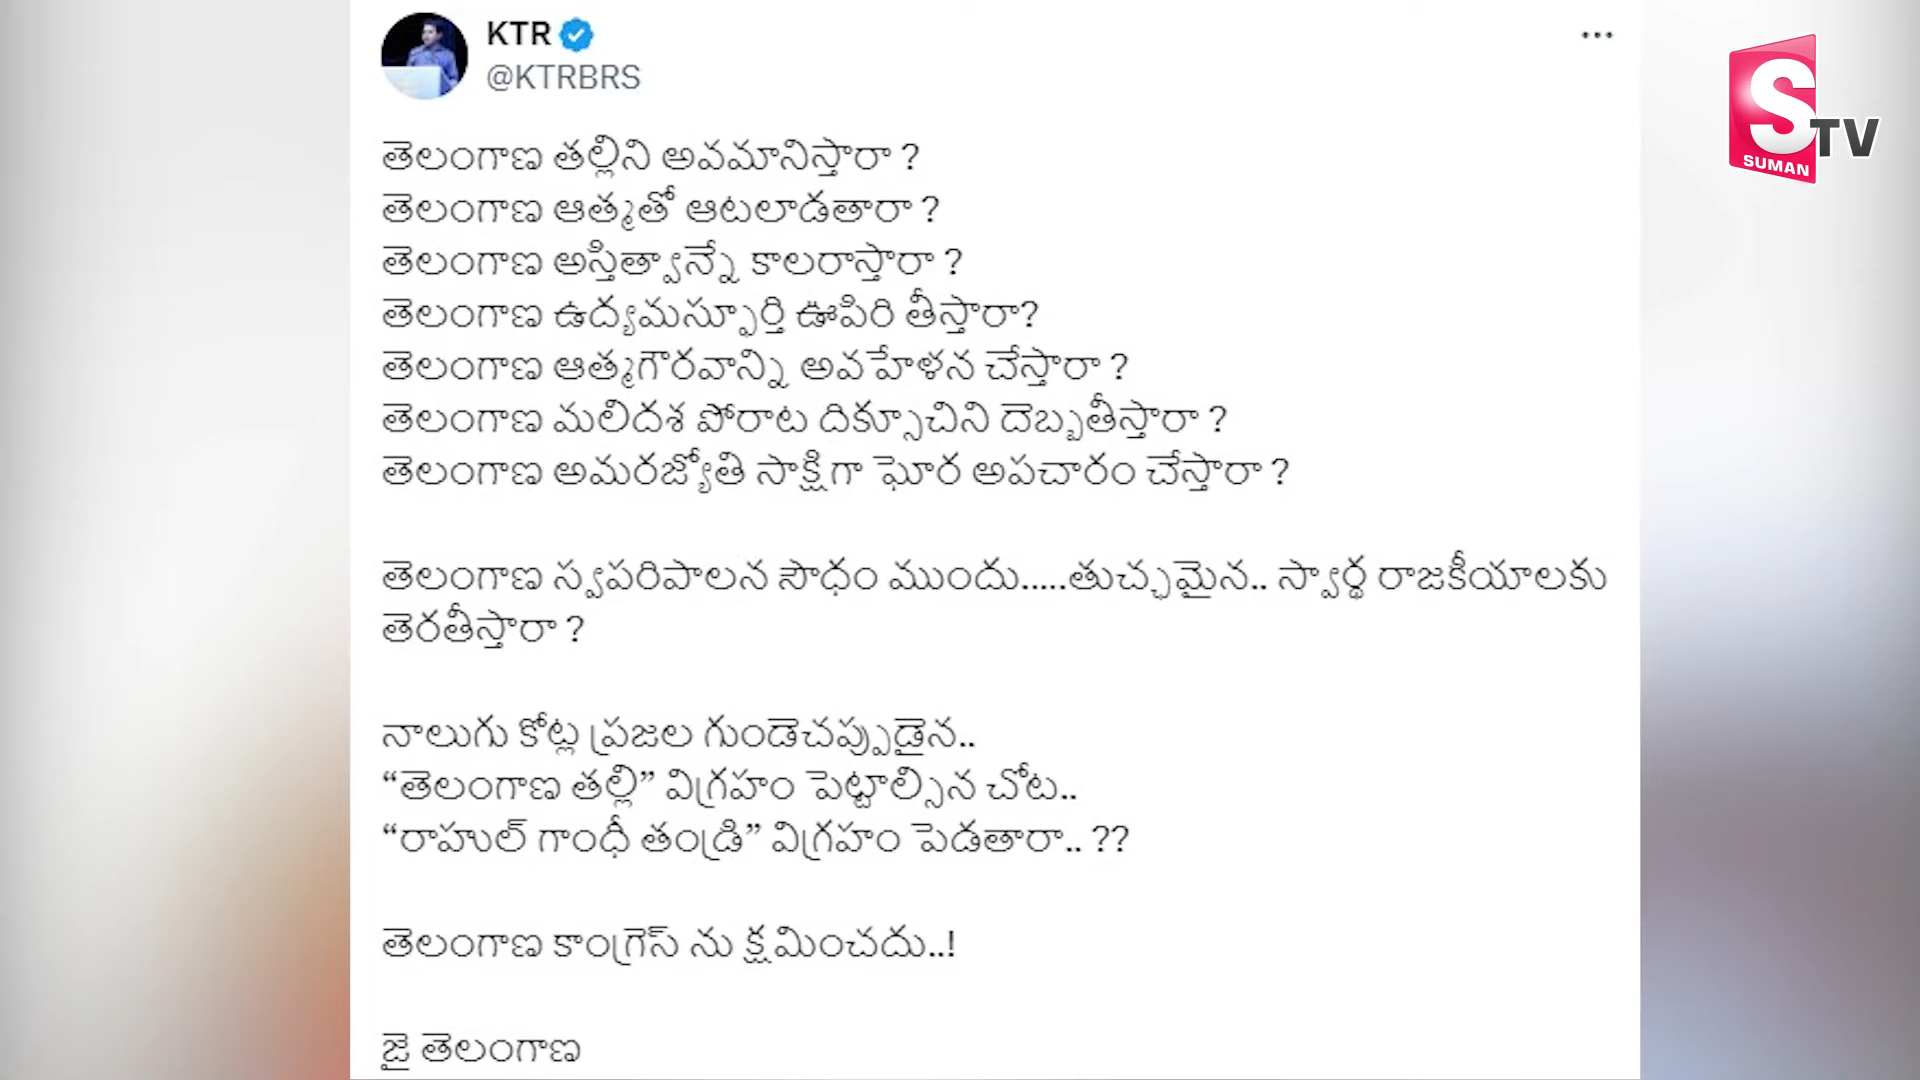 KTR
@KTRBRS
S
TV
SUMAN
తెలంగాణ తల్లిని అవమానిస్తారా ?
తెలంగాణ ఆత్మతో ఆటలాడతారా ?
తెలంగాణ అస్తిత్వాన్నే కాలరాస్తారా ?
తెలంగాణ ఉద్యమస్ఫూర్తి ఊపిరి తీస్తారా?
తెలంగాణ ఆత్మగౌరవాన్ని అవహేళన చేస్తారా ?
తెలంగాణ మలిదశ పోరాట దిక్సూచిని దెబ్బతీస్తారా ?
తెలంగాణ అమరజ్యోతి సాక్షిగా ఘోర అపచారం చేస్తారా ?
తెలంగాణ స్వపరిపాలన సౌధం ముందు.....తుచ్ఛమైన.. స్వార్థ రాజకీయాలకు
తెరతీస్తారా ?
నాలుగు కోట్ల ప్రజల గుండెచప్పుడైన..
“తెలంగాణ తల్లి” విగ్రహం పెట్టాల్సిన చోట..
“రాహుల్ గాంధీ తండ్రి” విగ్రహం పెడతారా.. ??
తెలంగాణ కాంగ్రెస్ ను క్షమించదు..!
జై తెలంగాణ